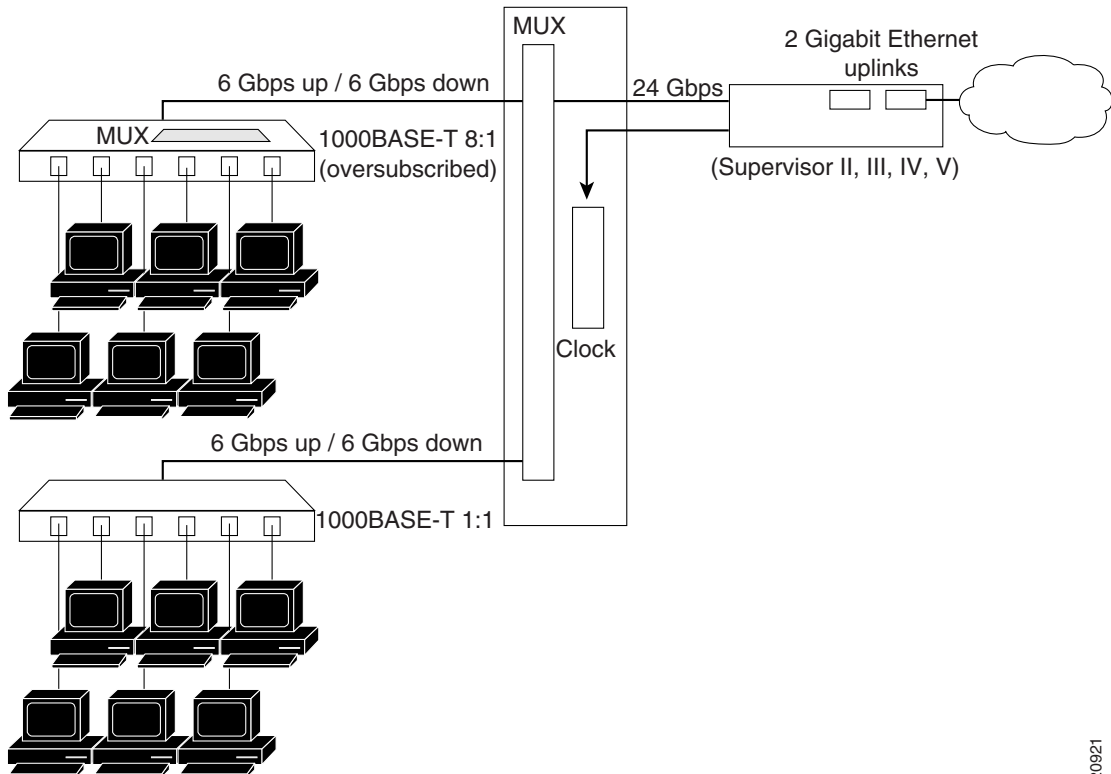 MUX
2 Gigabit Ethernet
uplinks
6 Gbps up / 6 Gbps down
24 Gbps
MUX
1000BASE-T 8:1
(oversubscribed)
(Supervisor II, III, IV, V)
Clock
6 Gbps up / 6 Gbps down
1000BASE-T 1:1